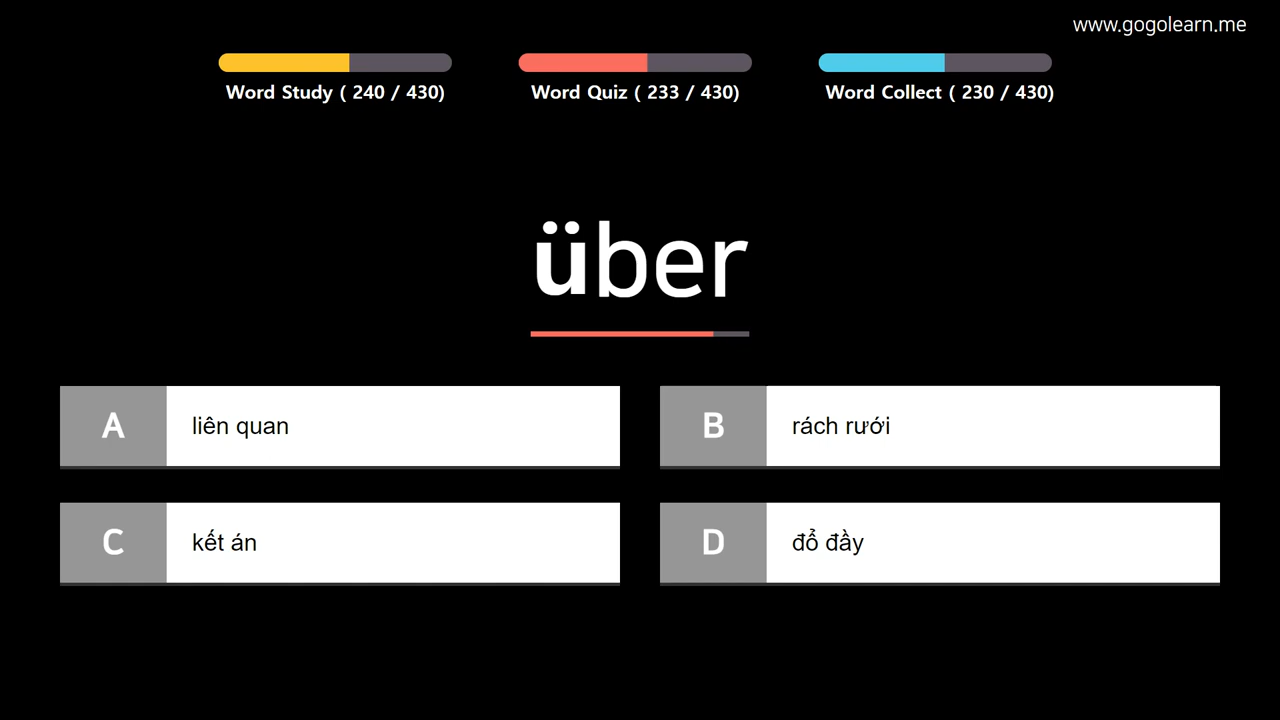 www.gogolearn.me
Word Study ( 240 / 430)
Word Quiz ( 233 / 430)
Word Collect ( 230 / 430)
über
A liên quan
B rách rưới
C kết án
D đổ đầy